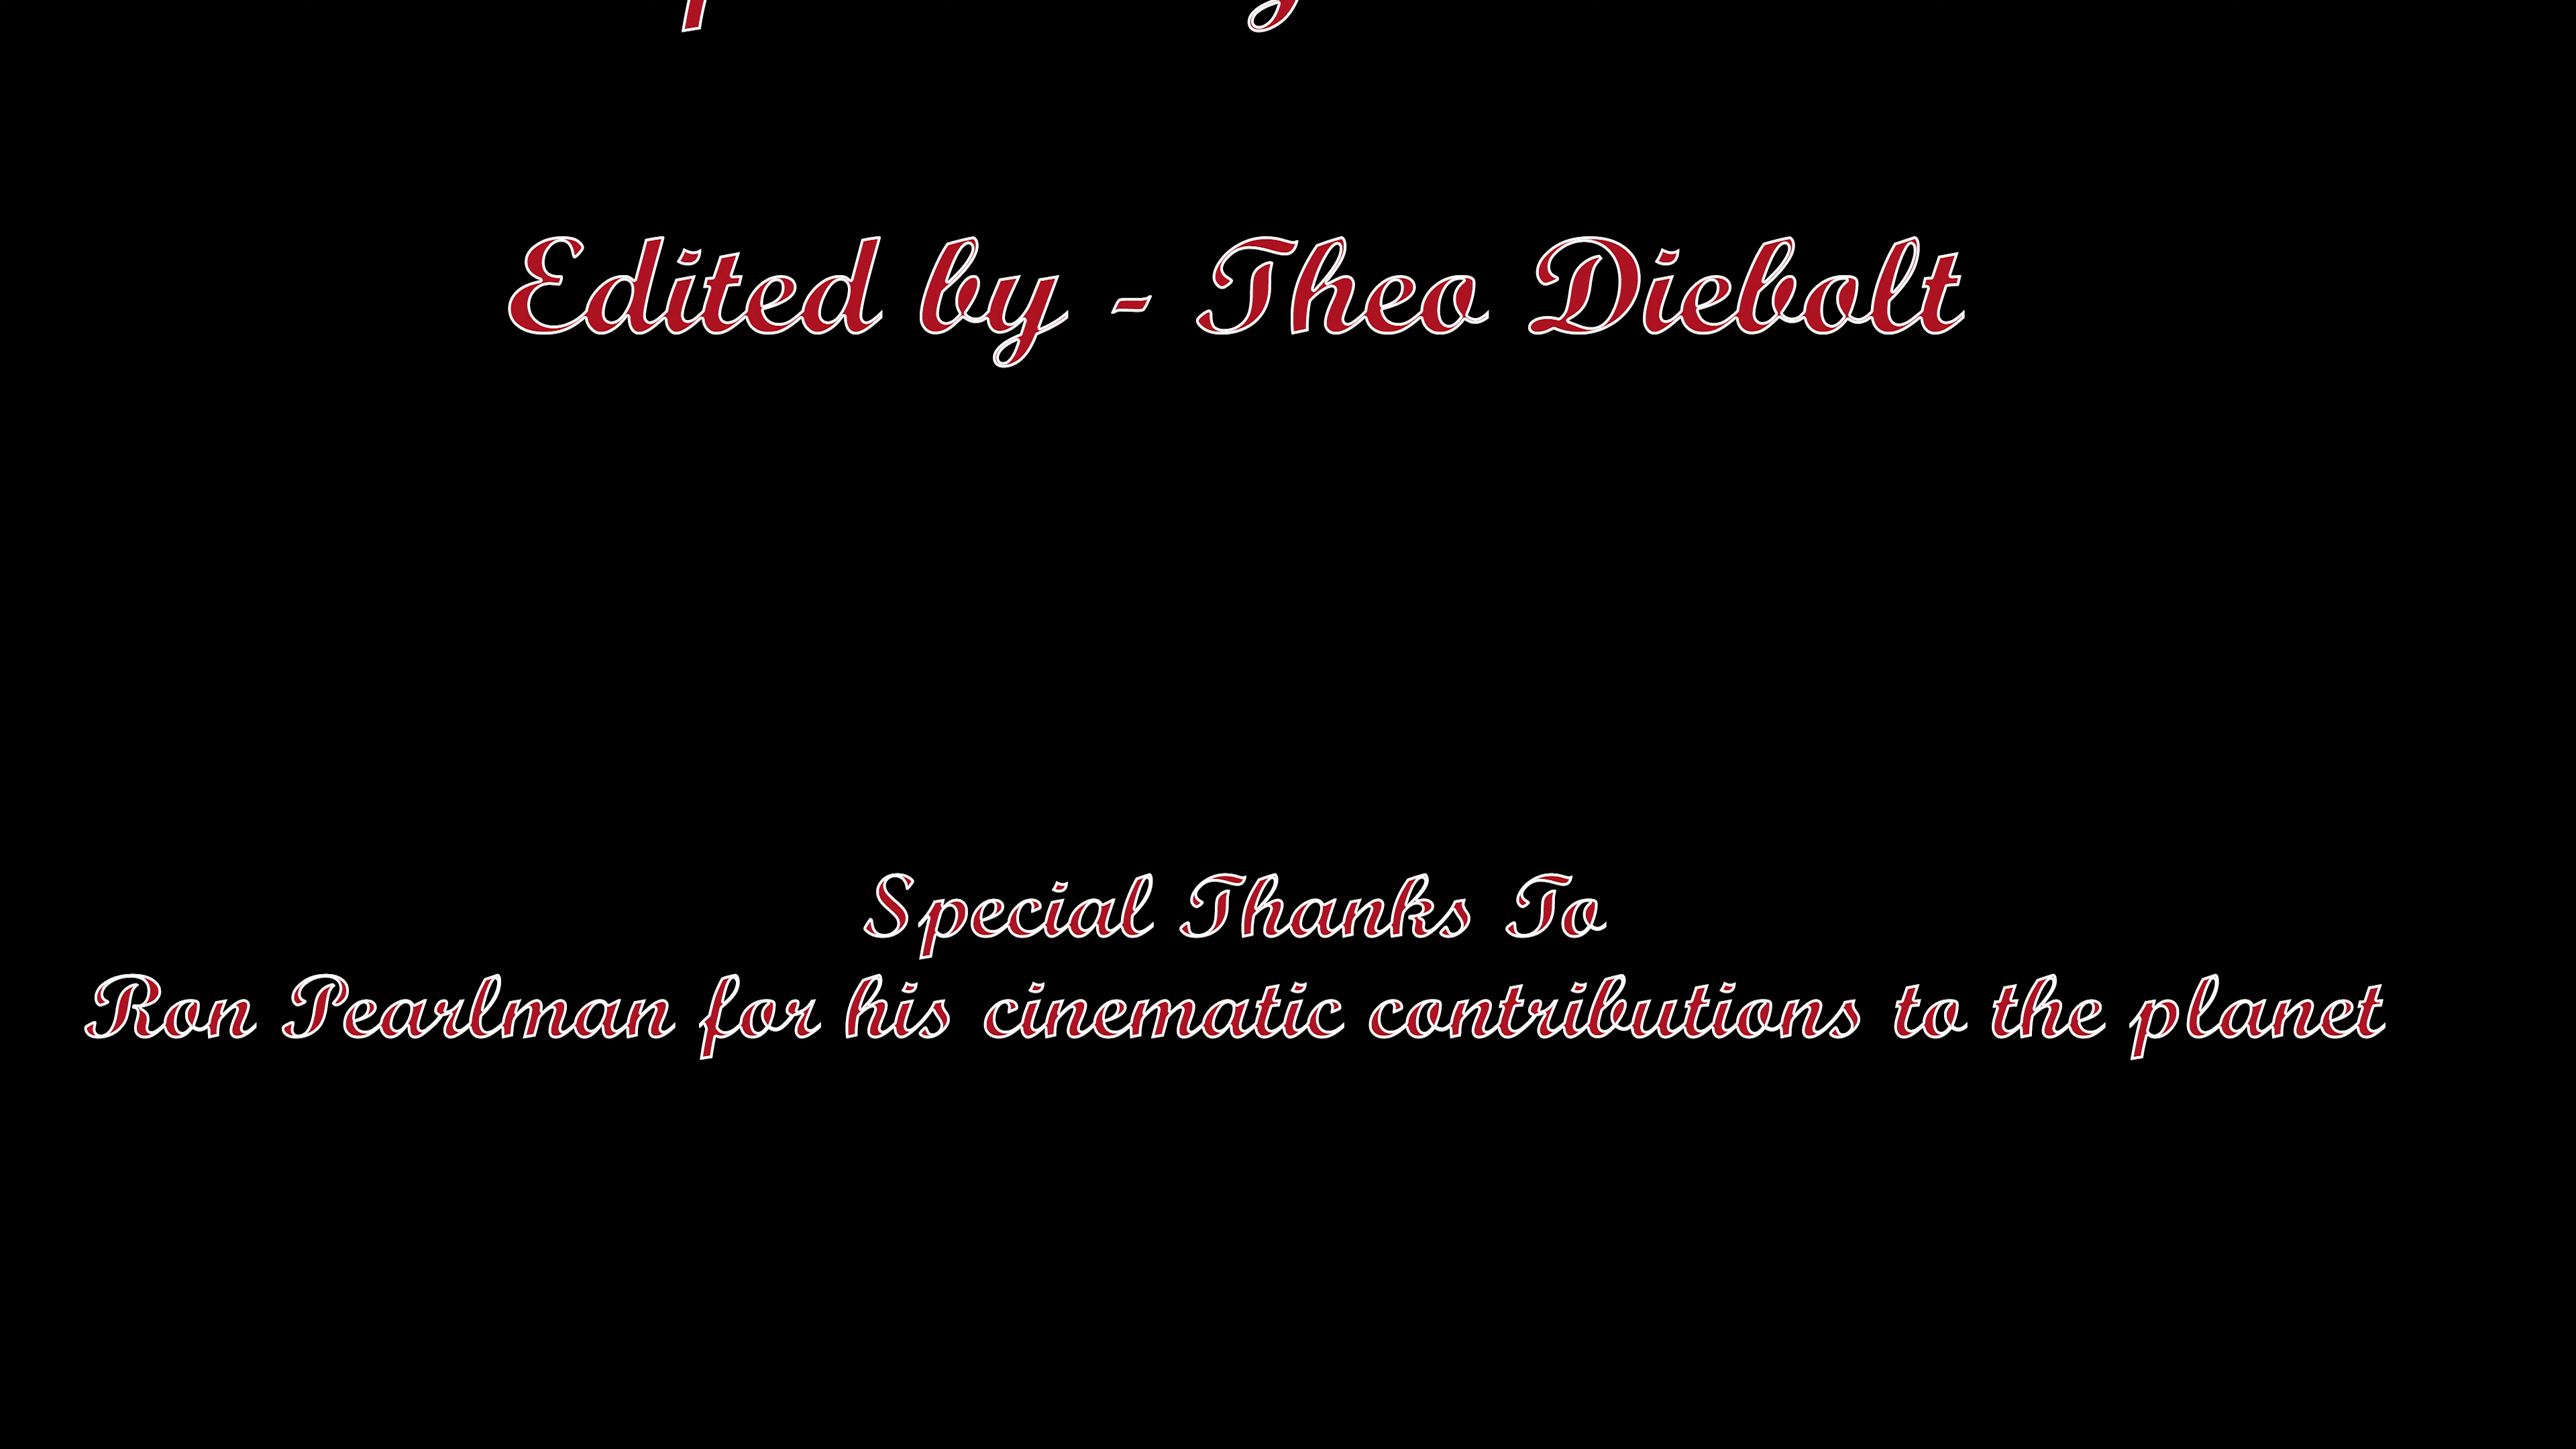 Edited by - Theo Diebolt
Special Thanks To
Ron Pearlman for his cinematic contributions to the planet